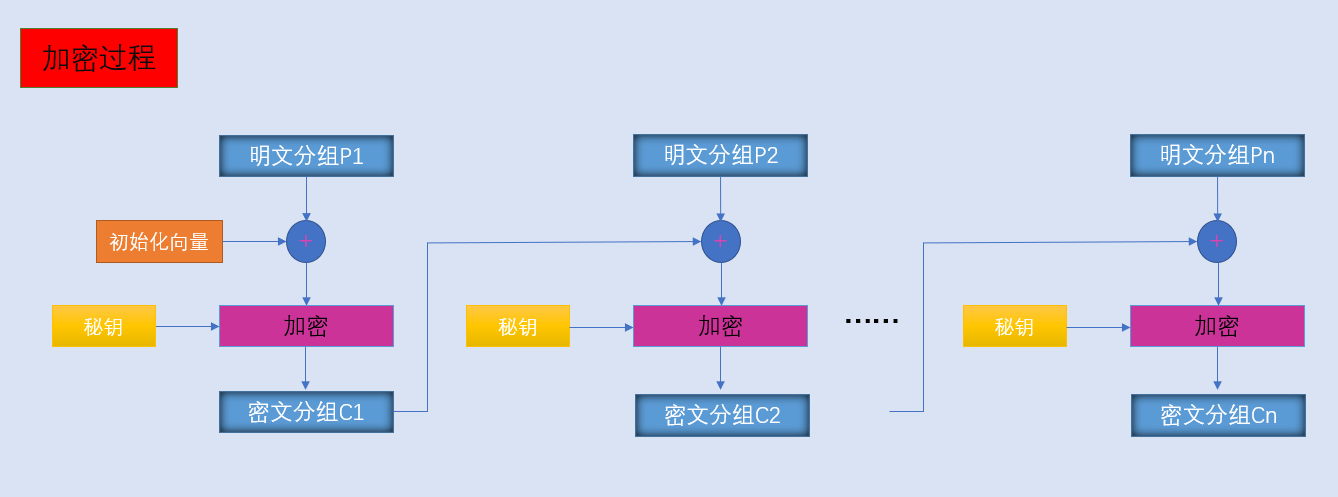 加密过程
明文分组P1
明文分组P2
明文分组Pn
初始化向量
+
+
+
秘钥
加密
秘钥
加密
……
秘钥
加密
密文分组C1
密文分组C2
密文分组Cn